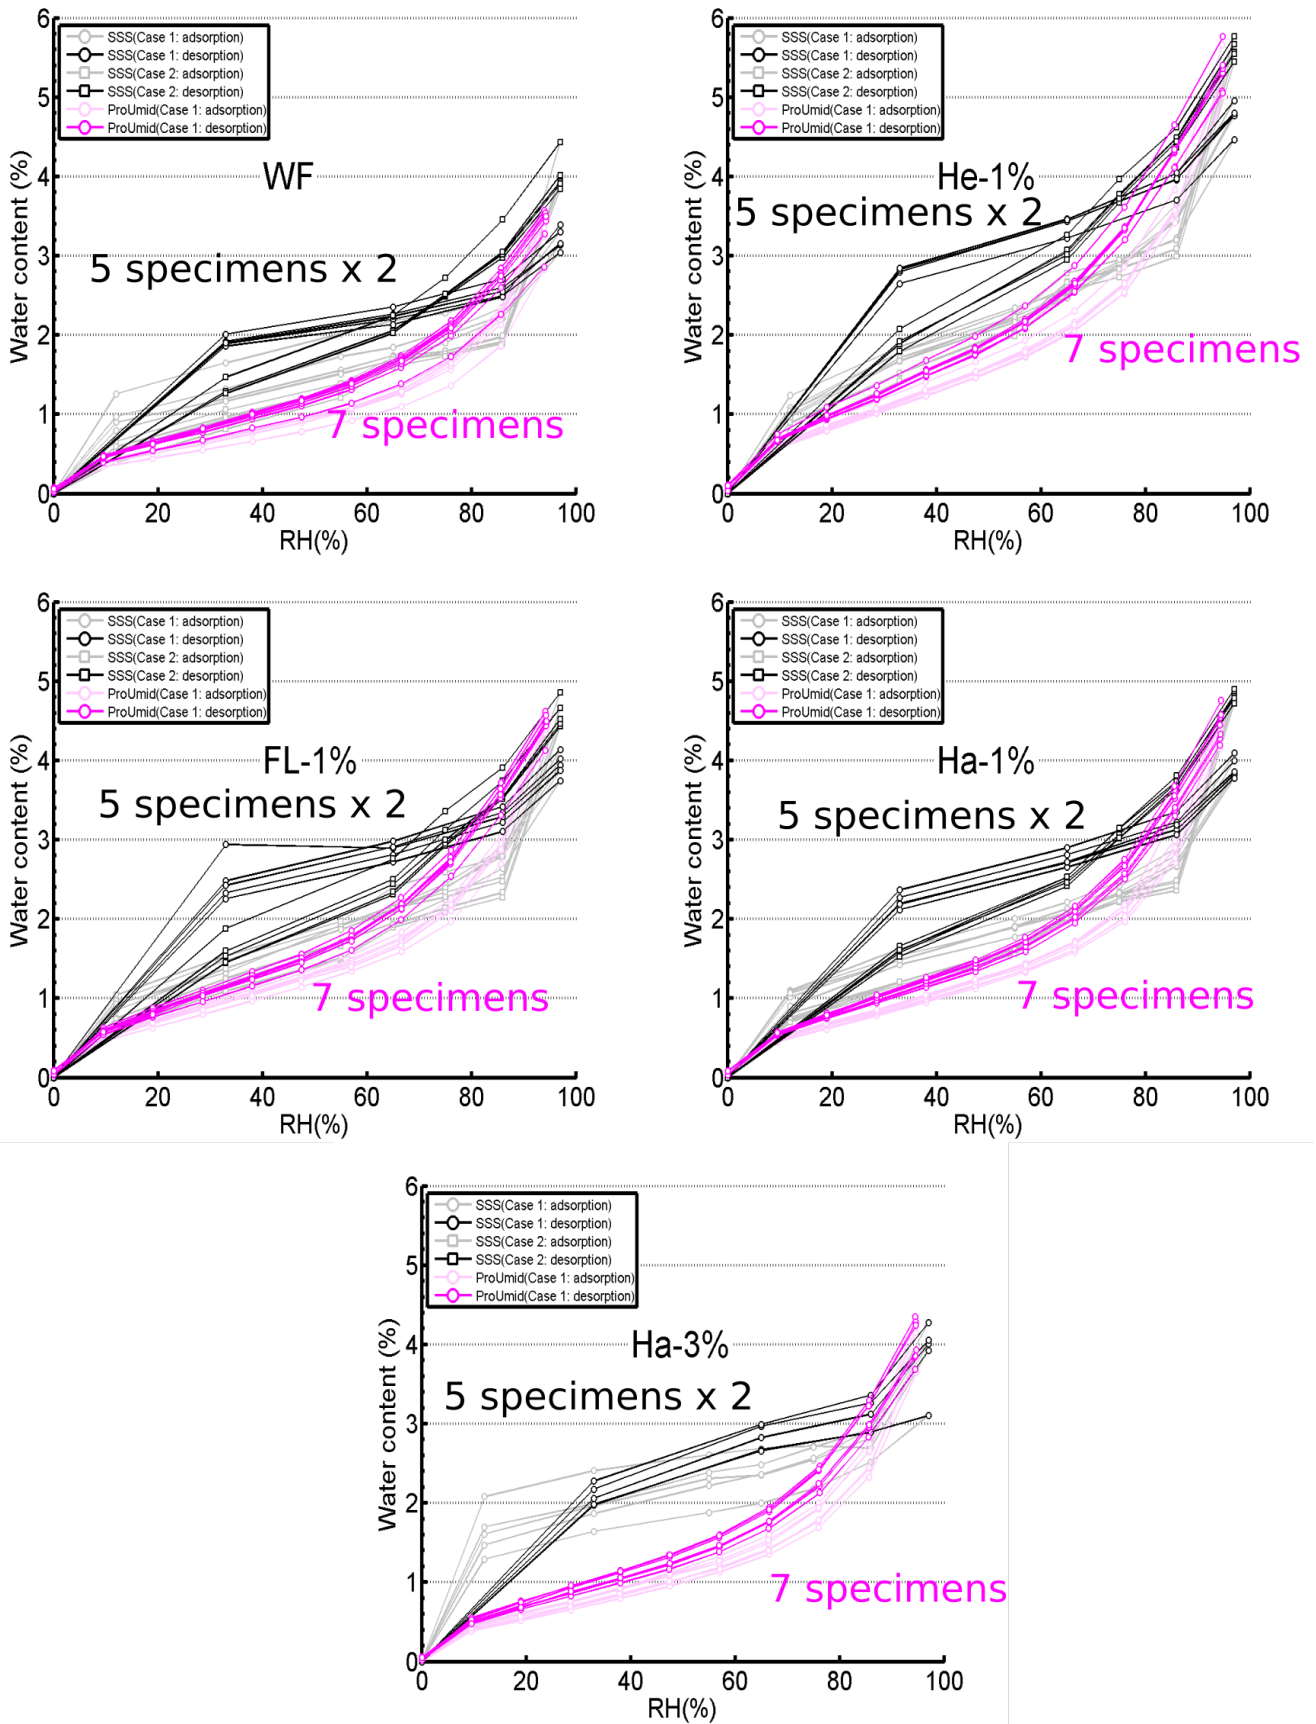 6
5
4
3
2
1
0
Water content (%)
SSS(Case 1: adsorption)
SSS(Case 1: desorption)
SSS(Case 2: adsorption)
SSS(Case 2: desorption)
ProUmid(Case 1: adsorption)
ProUmid(Case 1: desorption)
WF
5 specimens x 2
7 specimens
0 20 40 60 80 100
RH(%)
6
5
4
3
2
1
0
Water content (%)
SSS(Case 1: adsorption)
SSS(Case 1: desorption)
SSS(Case 2: adsorption)
SSS(Case 2: desorption)
ProUmid(Case 1: adsorption)
ProUmid(Case 1: desorption)
He-1%
5 specimens x 2
7 specimens
0 20 40 60 80 100
RH(%)
6
5
4
3
2
1
0
Water content (%)
SSS(Case 1: adsorption)
SSS(Case 1: desorption)
SSS(Case 2: adsorption)
SSS(Case 2: desorption)
ProUmid(Case 1: adsorption)
ProUmid(Case 1: desorption)
FL-1%
5 specimens x 2
7 specimens
0 20 40 60 80 100
RH(%)
6
5
4
3
2
1
0
Water content (%)
SSS(Case 1: adsorption)
SSS(Case 1: desorption)
SSS(Case 2: adsorption)
SSS(Case 2: desorption)
ProUmid(Case 1: adsorption)
ProUmid(Case 1: desorption)
Ha-1%
5 specimens x 2
7 specimens
0 20 40 60 80 100
RH(%)
6
5
4
3
2
1
0
Water content (%)
SSS(Case 1: adsorption)
SSS(Case 1: desorption)
SSS(Case 2: adsorption)
SSS(Case 2: desorption)
ProUmid(Case 1: adsorption)
ProUmid(Case 1: desorption)
Ha-3%
5 specimens x 2
7 specimens
0 20 40 60 80 100
RH(%)